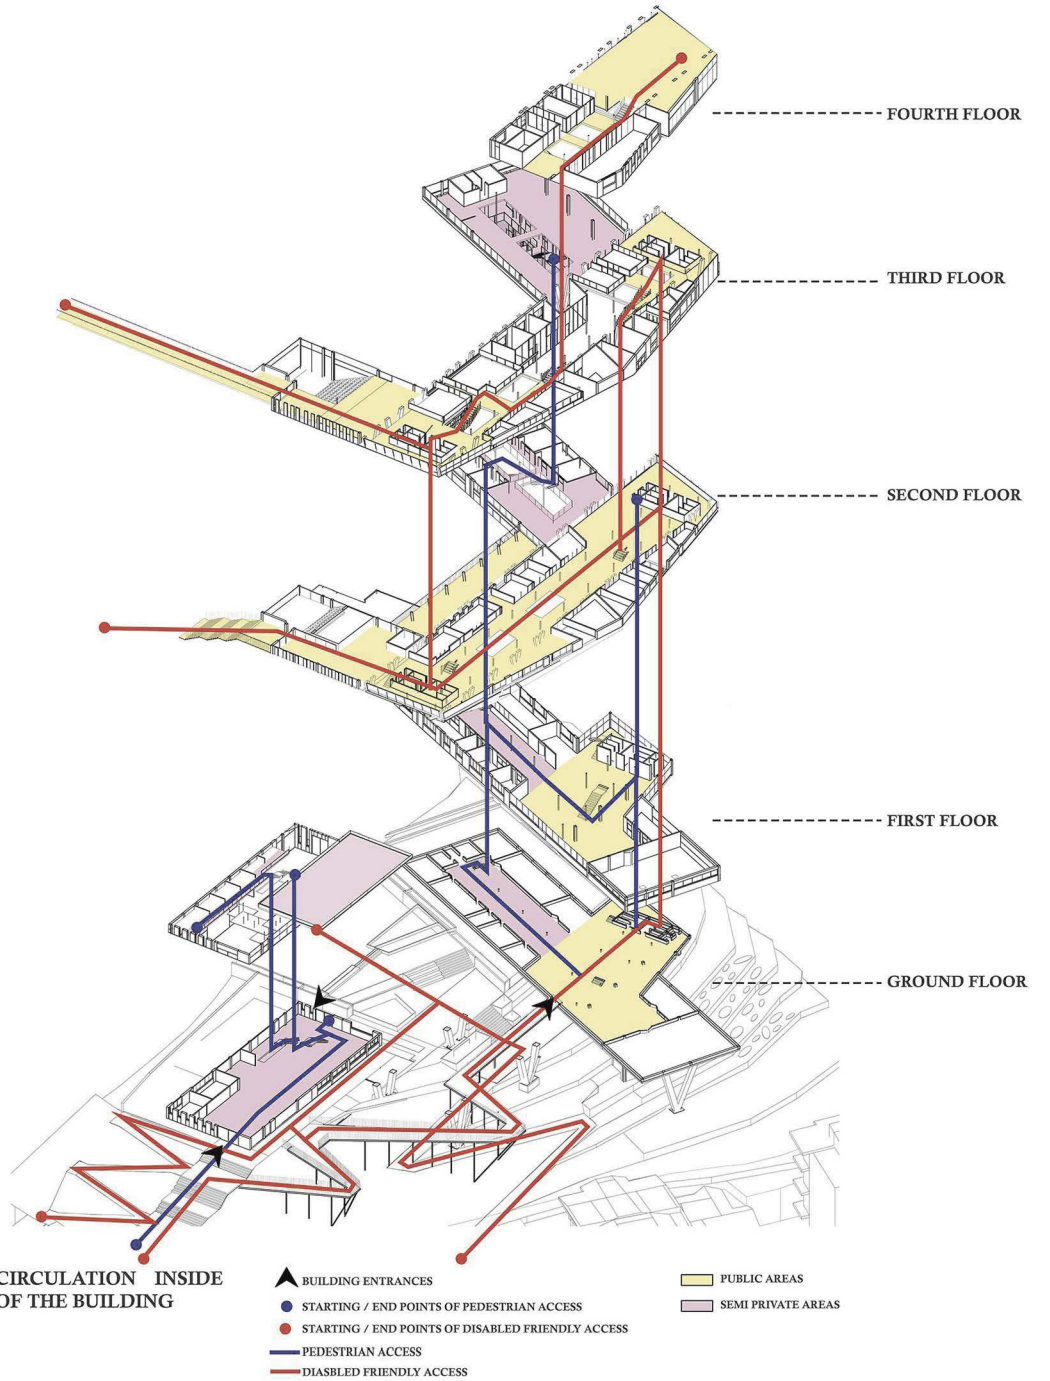 FOURTH FLOOR
THIRD FLOOR
SECOND FLOOR
FIRST FLOOR
GROUND FLOOR
CIRCULATION INSIDE
OF THE BUILDING
BUILDING ENTRANCES
STARTING / END POINTS OF PEDESTRIAN ACCESS
STARTING / END POINTS OF DISABLED FRIENDLY ACCESS
PEDESTRIAN ACCESS
DIASBLED FRIENDLY ACCESS
PUBLIC AREAS
SEMI PRIVATE AREAS